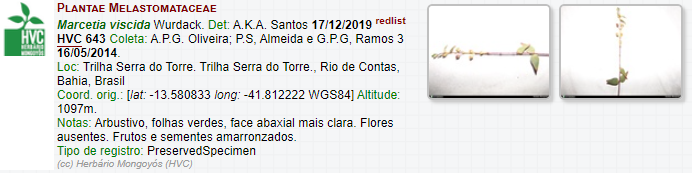 PLANTAE MELASTOMATACEAE
Marcetia viscida Wurdack. Det: A.K.A. Santos 17/12/2019 redlist
HVC 643 Coleta: A.P.G. Oliveira; P.S, Almeida e G.P.G, Ramos 3
16/05/2014.
Loc: Trilha Serra do Torre. Trilha Serra do Torre., Rio de Contas,
Bahia, Brasil
Coord. orig.: [lat: -13.580833 long: -41.812222 WGS84] Altitude:
1097m.
Notas: Arbustivo, folhas verdes, face abaxial mais clara. Flores
ausentes. Frutos e sementes amarronzados.
Tipo de registro: PreservedSpecimen
(cc) Herbário Mongoyós (HVC)
HVC
HERBÁRIO
MONGOYÓS